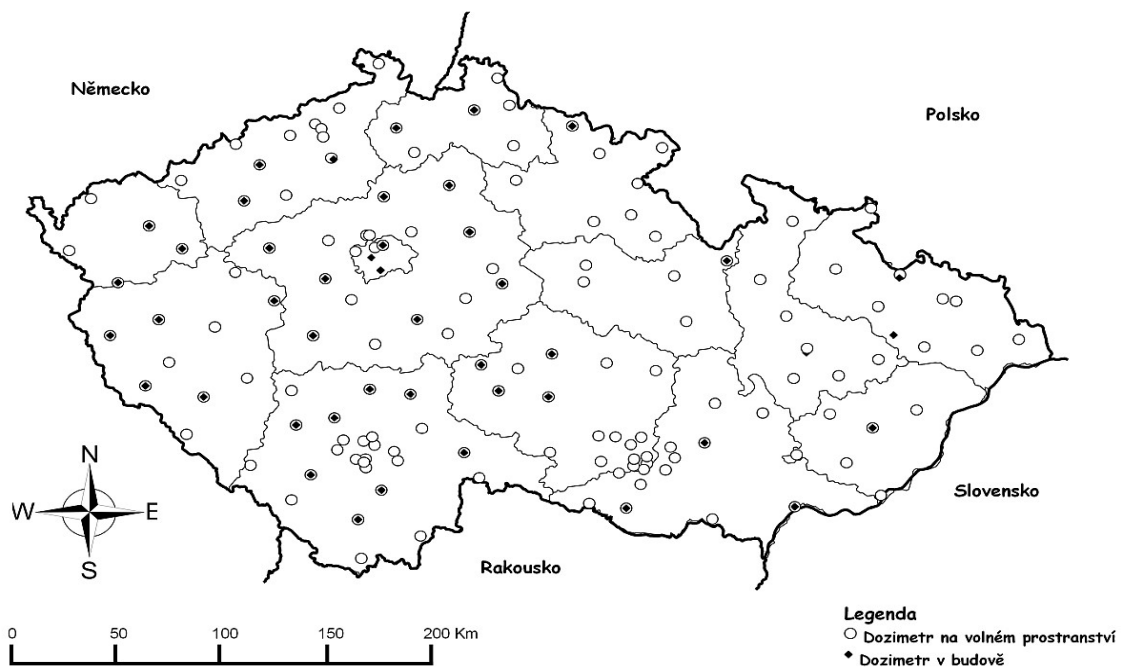 Německo
Polsko
N
W
E
S
Slovensko
Rakousko
0
50
100
150
200 Km
Legenda
Dozimetr na volném prostranství
Dozimetr v budově